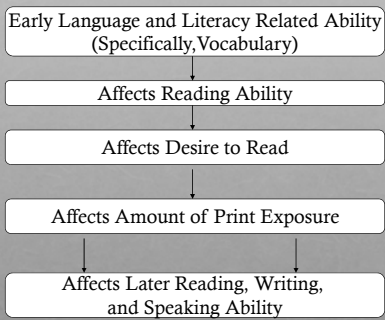 Early Language and Literacy Related Ability
(Specifically,Vocabulary)
Affects Reading Ability
Affects Desire to Read
Affects Amount of Print Exposure
Affects Later Reading, Writing,
and Speaking Ability